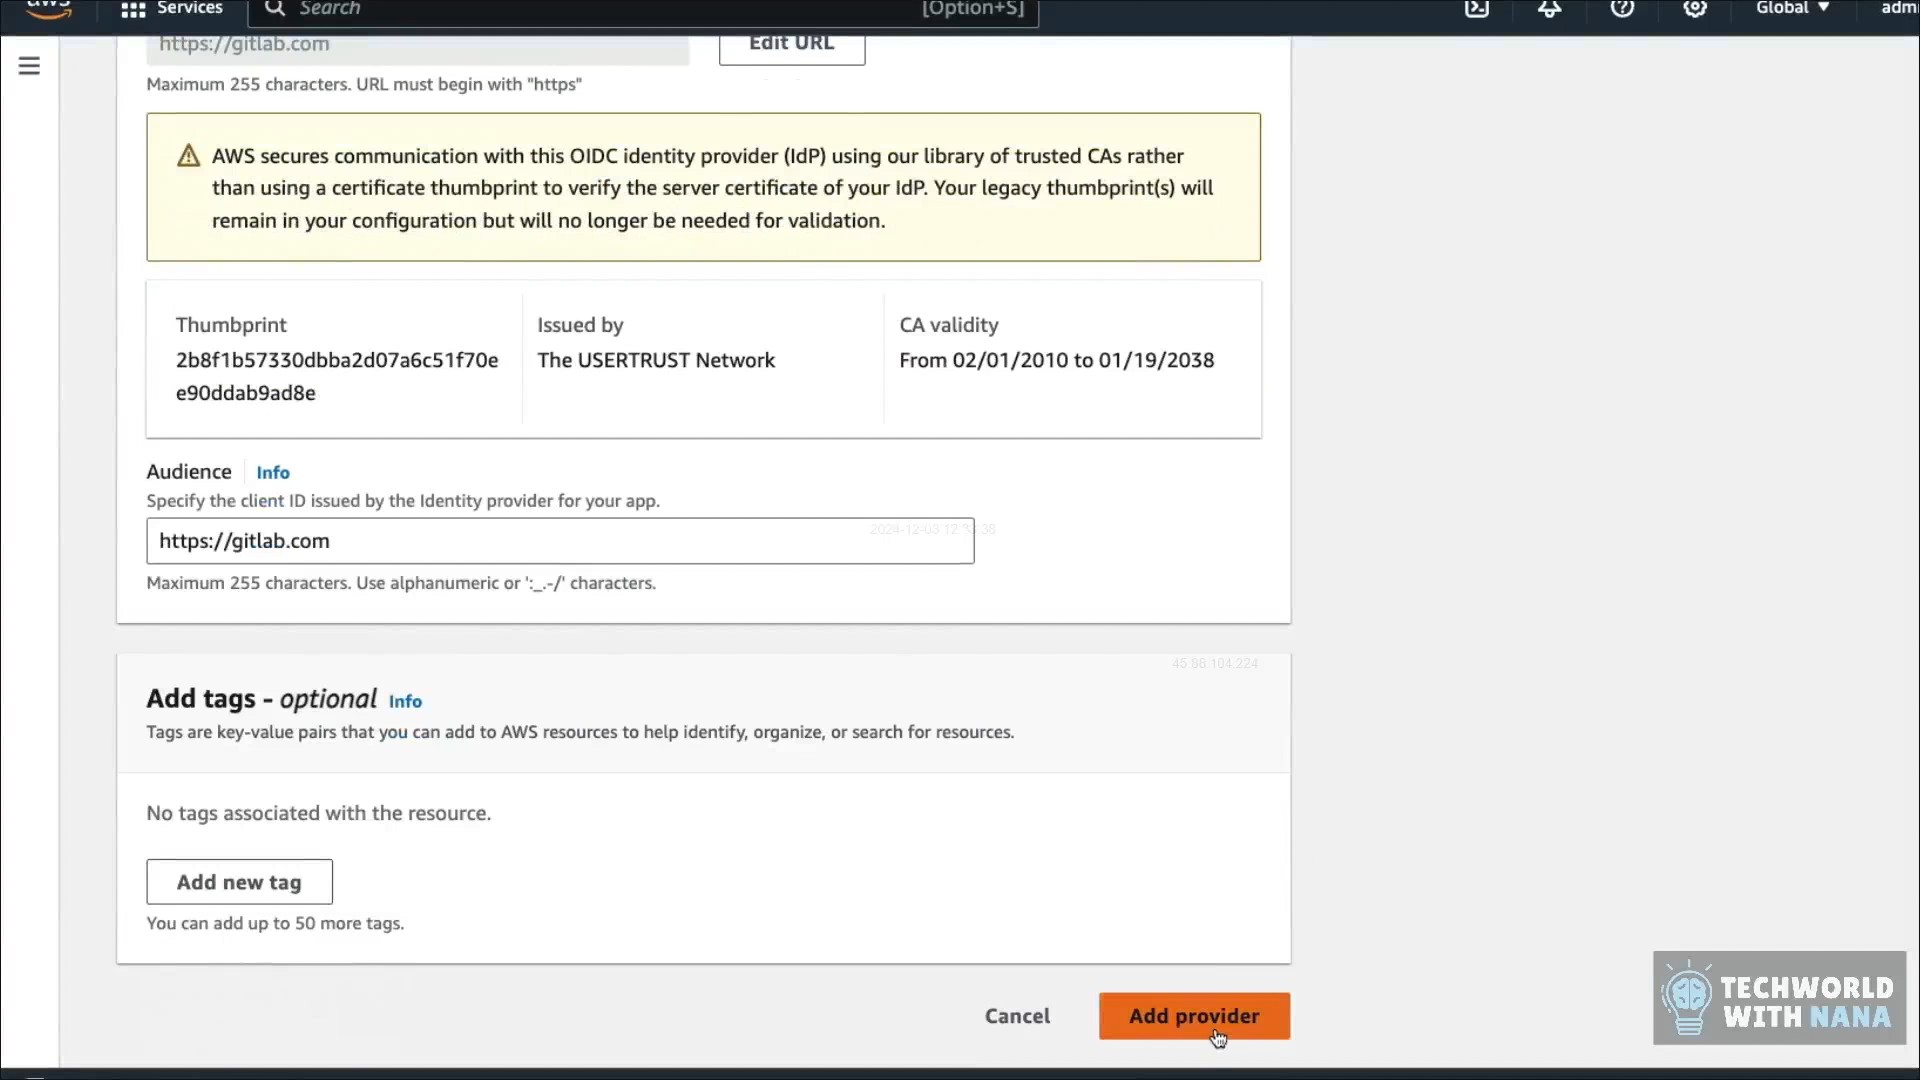 aws
Services
Search
[Option+S]
Global
https://gitlab.com
Edit URL
Maximum 255 characters. URL must begin with "https"
AWS secures communication with this OIDC identity provider (IdP) using our library of trusted CAs rather
than using a certificate thumbprint to verify the server certificate of your IdP. Your legacy thumbprint(s) will
remain in your configuration but will no longer be needed for validation.
Thumbprint
Issued by
CA validity
2b8f1b57330dbba2d07a6c51f70e
The USERTRUST Network
From 02/01/2010 to 01/19/2038
e90ddab9ad8e
Audience
Info
Specify the client ID issued by the Identity provider for your app.
https://gitlab.com
Maximum 255 characters. Use alphanumeric or ':_.-/' characters.
Add tags - optional
Info
Tags are key-value pairs that you can add to AWS resources to help identify, organize, or search for resources.
No tags associated with the resource.
Add new tag
You can add up to 50 more tags.
Cancel
Add provider
TECHWORLD
WITH NANA